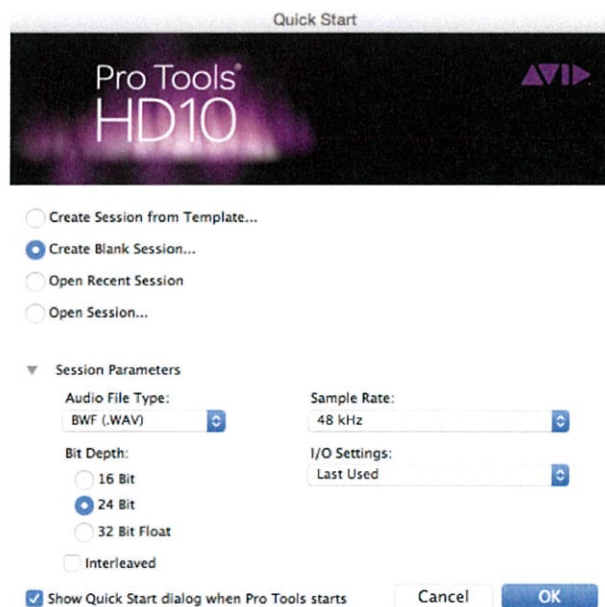 Quick Start
Pro Tools®
HD10
AVID
Create Session from Template...
Create Blank Session...
Open Recent Session
Open Session...
Session Parameters
Audio File Type:
Sample Rate:
BWF (.WAV)
48 kHz
Bit Depth:
I/O Settings:
16 Bit
Last Used
24 Bit
32 Bit Float
Interleaved
Show Quick Start dialog when Pro Tools starts
Cancel
OK